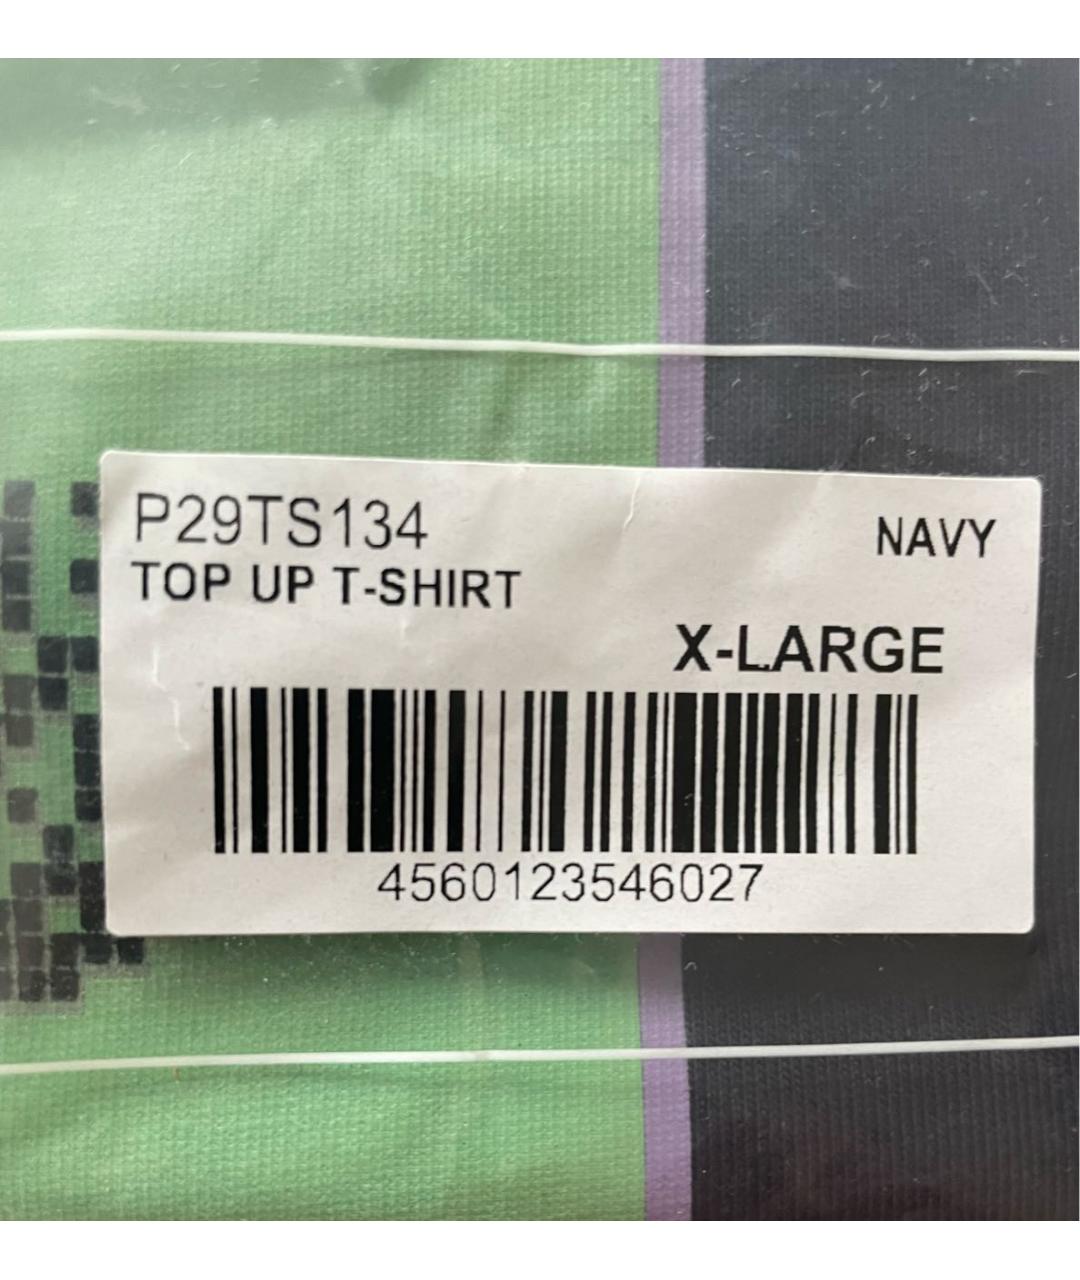 P29TS134
NAVY
TOP UP T-SHIRT
X-LARGE
4560123546027